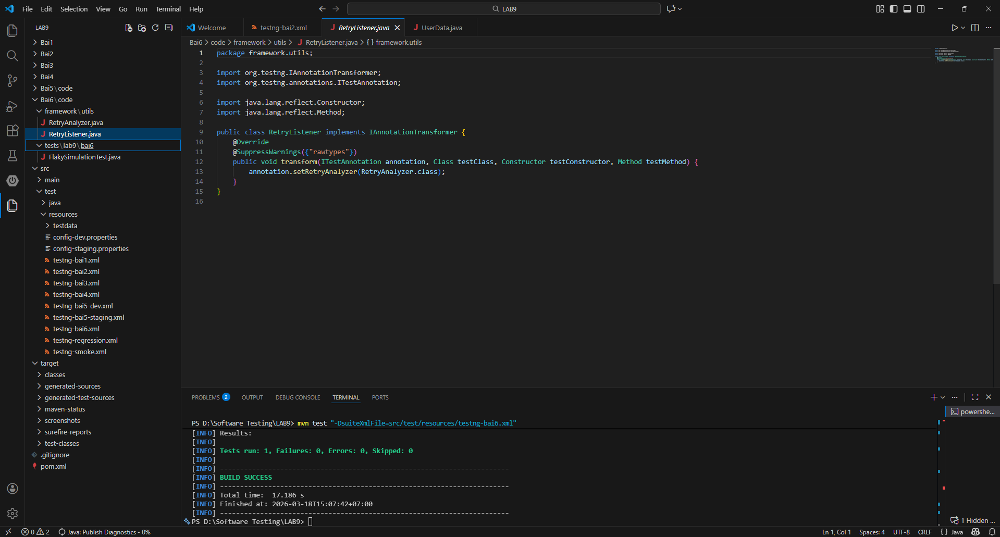 File Edit Selection View Go Run Terminal Help
LAB9
LAB9
Bai1
Bai2
Bai3
Bai4
Bai5\code
Bai6\code
framework\utils
RetryAnalyzer.java
RetryListener.java
tests\lab9\bai6
FlakySimulationTest.java
src
main
test
java
resources
testdata
config-dev.properties
config-staging.properties
testng-bai1.xml
testng-bai2.xml
testng-bai3.xml
testng-bai4.xml
testng-bai5-dev.xml
testng-bai5-staging.xml
testng-bai6.xml
testng-regression.xml
testng-smoke.xml
target
classes
generated-sources
generated-test-sources
maven-status
screenshots
surefire-reports
test-classes
.gitignore
pom.xml
Welcome testng-bai2.xml RetryListener.java UserData.java
Bai6 > code > framework > utils > RetryListener.java > {} framework.utils
1 package framework.utils;
2
3 import org.testng.IAnnotationTransformer;
4 import org.testng.annotations.ITestAnnotation;
5
6 import java.lang.reflect.Constructor;
7 import java.lang.reflect.Method;
8
9 public class RetryListener implements IAnnotationTransformer {
10 @Override
11 @SuppressWarnings({"rawtypes"})
12 public void transform(ITestAnnotation annotation, Class testClass, Constructor testConstructor, Method testMethod) {
13 annotation.setRetryAnalyzer(RetryAnalyzer.class);
14 }
15 }
16
PROBLEMS 2 OUTPUT DEBUG CONSOLE TERMINAL PORTS
powershe...
PS D:\Software Testing\LAB9> mvn test "-DsuiteXmlFile=src/test/resources/testng-bai6.xml"
[INFO] Results:
[INFO]
[INFO] Tests run: 1, Failures: 0, Errors: 0, Skipped: 0
[INFO]
[INFO] ------------------------------------------------------------------------
[INFO] BUILD SUCCESS
[INFO] ------------------------------------------------------------------------
[INFO] Total time:  17.186 s
[INFO] Finished at: 2026-03-18T15:07:42+07:00
[INFO] ------------------------------------------------------------------------
PS D:\Software Testing\LAB9>
1 Hidden ...
0 2 Java: Publish Diagnostics - 0% Ln 1, Col 1 Spaces: 4 UTF-8 CRLF {} Java